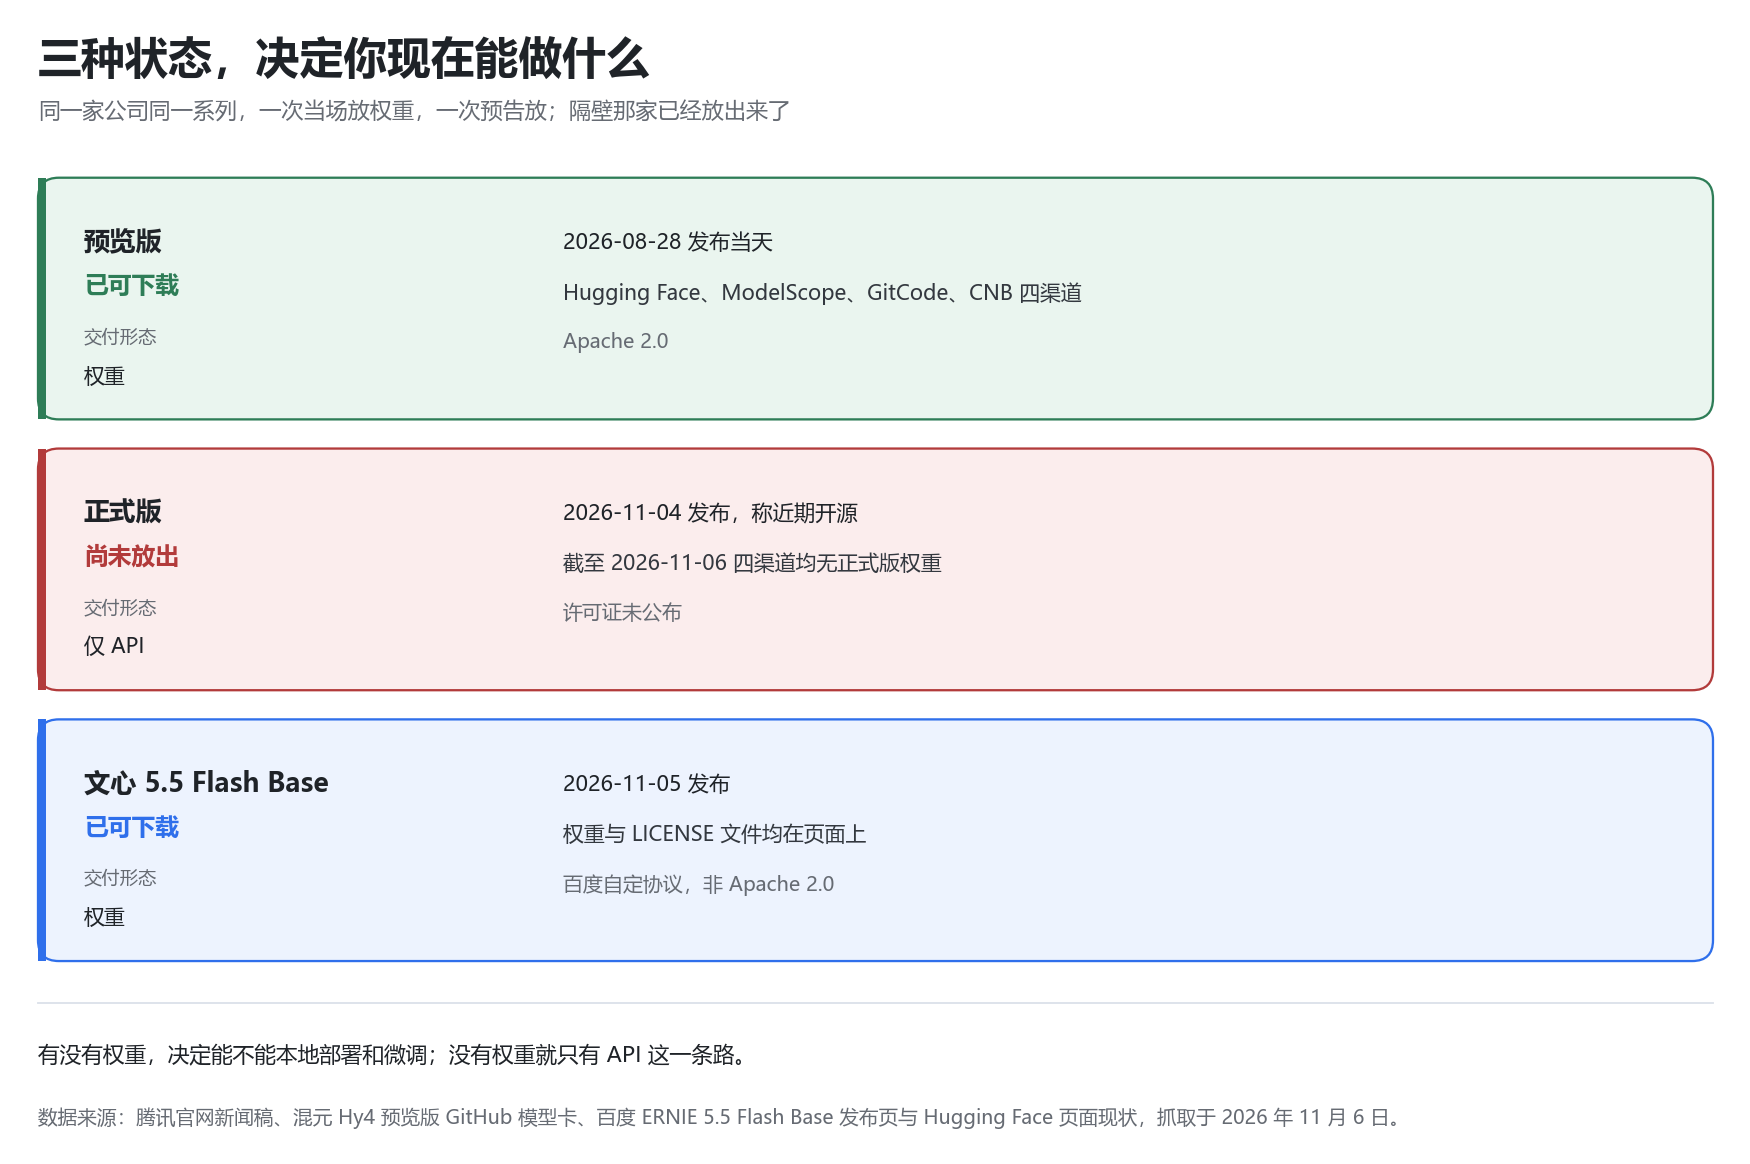 三种状态，决定你现在能做什么
同一家公司同一系列，一次当场放权重，一次预告放；隔壁那家已经放出来了
预览版
已可下载
交付形态
权重
2026-08-28 发布当天
Hugging Face、ModelScope、GitCode、CNB 四渠道
Apache 2.0
正式版
尚未放出
交付形态
仅 API
2026-11-04 发布，称近期开源
截至 2026-11-06 四渠道均无正式版权重
许可证未公布
文心 5.5 Flash Base
已可下载
交付形态
权重
2026-11-05 发布
权重与 LICENSE 文件均在页面上
百度自定协议，非 Apache 2.0
有没有权重，决定能不能本地部署和微调；没有权重就只有 API 这一条路。
数据来源：腾讯官网新闻稿、混元 Hy4 预览版 GitHub 模型卡、百度 ERNIE 5.5 Flash Base 发布页与 Hugging Face 页面现状，抓取于 2026 年 11 月 6 日。